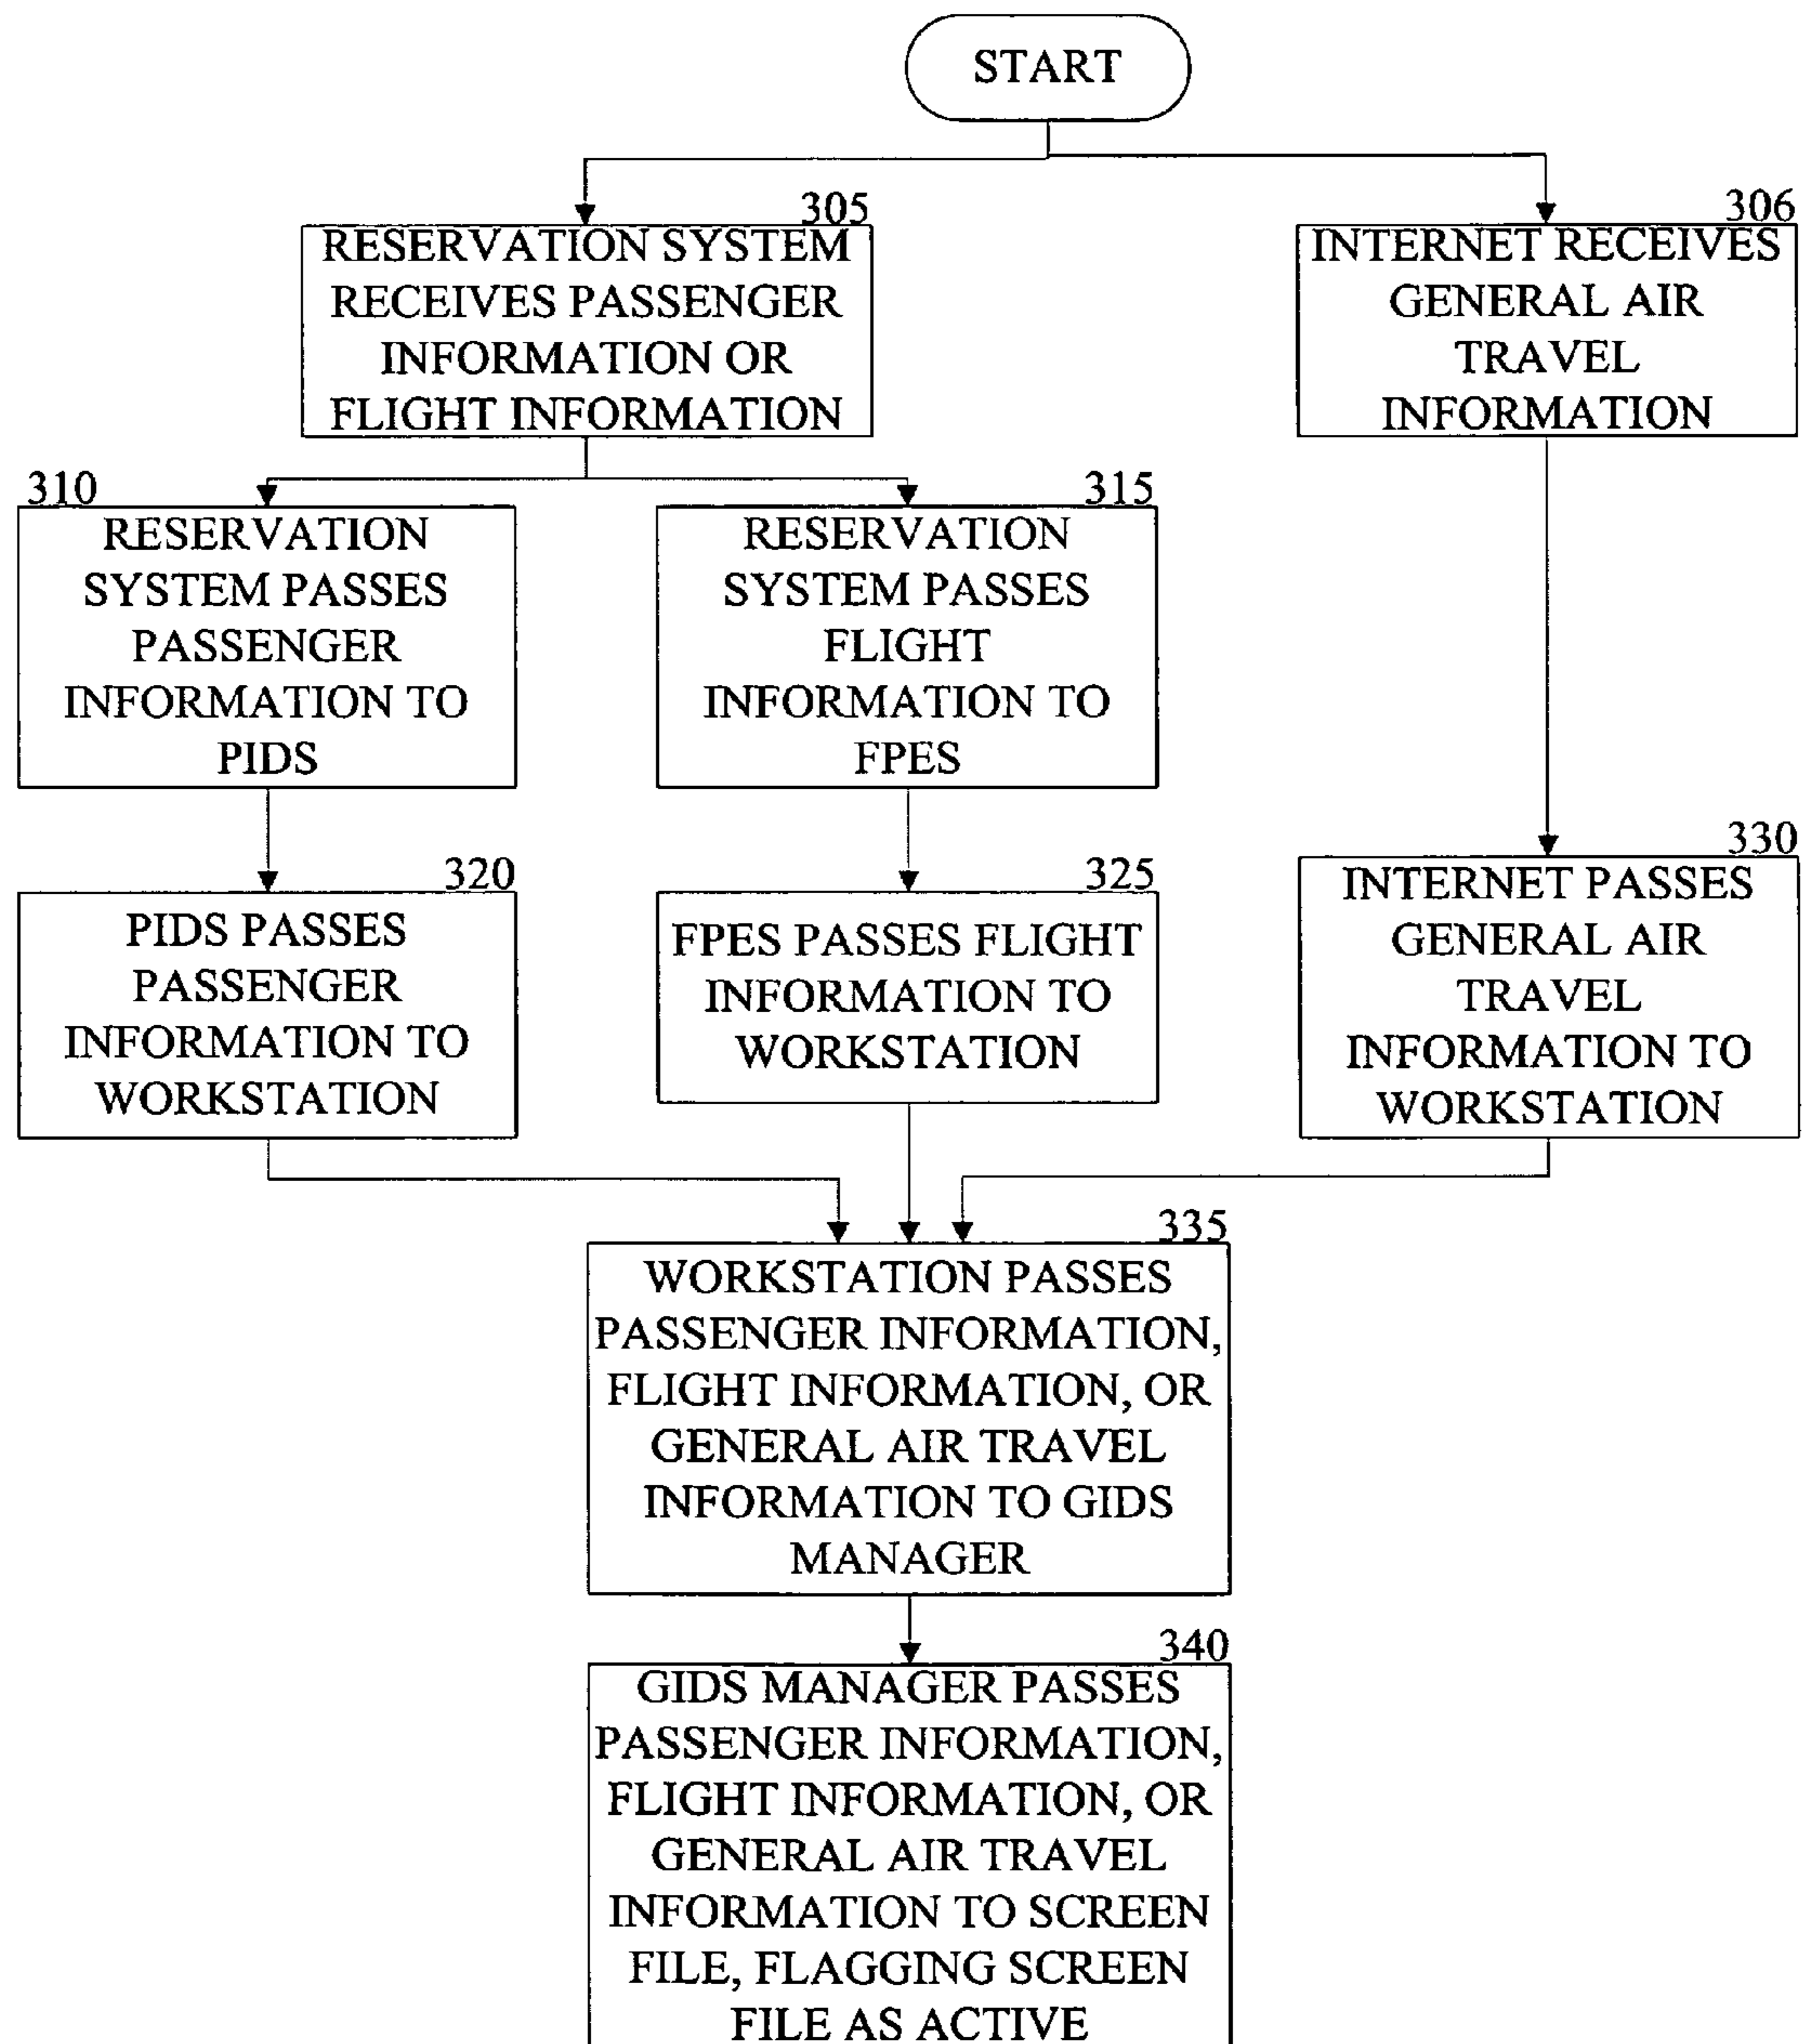 START
305
RESERVATION SYSTEM
RECEIVES PASSENGER
INFORMATION OR
FLIGHT INFORMATION
306
INTERNET RECEIVES
GENERAL AIR
TRAVEL
INFORMATION
310
RESERVATION
SYSTEM PASSES
PASSENGER
INFORMATION TO
PIDS
315
RESERVATION
SYSTEM PASSES
FLIGHT
INFORMATION TO
FPES
320
PIDS PASSES
PASSENGER
INFORMATION TO
WORKSTATION
325
FPES PASSES FLIGHT
INFORMATION TO
WORKSTATION
330
INTERNET PASSES
GENERAL AIR
TRAVEL
INFORMATION TO
WORKSTATION
335
WORKSTATION PASSES
PASSENGER INFORMATION,
FLIGHT INFORMATION, OR
GENERAL AIR TRAVEL
INFORMATION TO GIDS
MANAGER
340
GIDS MANAGER PASSES
PASSENGER INFORMATION,
FLIGHT INFORMATION, OR
GENERAL AIR TRAVEL
INFORMATION TO SCREEN
FILE, FLAGGING SCREEN
FILE AS ACTIVE